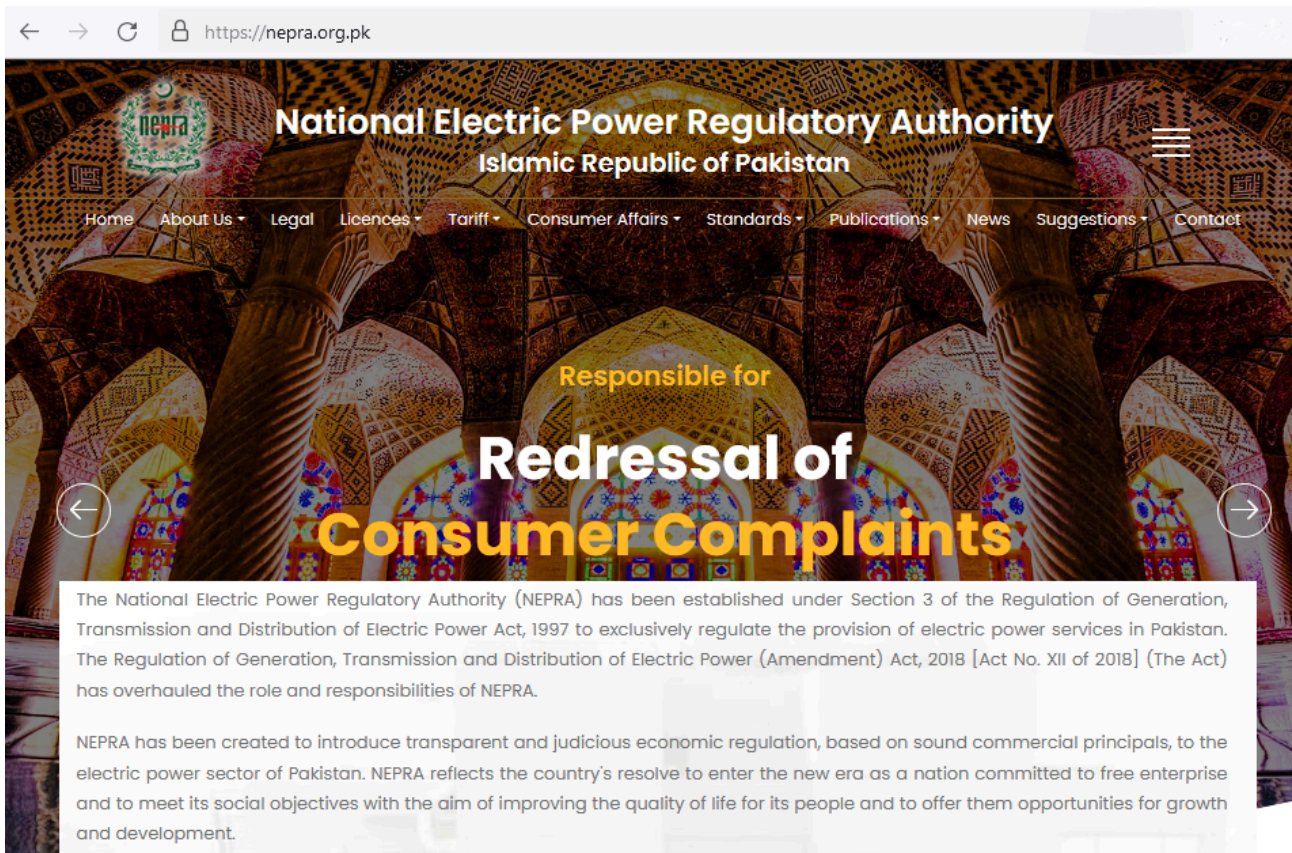 https://nepra.org.pk
nepra
National Electric Power Regulatory Authority
Islamic Republic of Pakistan
Home About Us Legal Licences Tariff Consumer Affairs Standards Publications News Suggestions Contact
Responsible for
Redressal of
Consumer Complaints
The National Electric Power Regulatory Authority (NEPRA) has been established under Section 3 of the Regulation of Generation,
Transmission and Distribution of Electric Power Act, 1997 to exclusively regulate the provision of electric power services in Pakistan.
The Regulation of Generation, Transmission and Distribution of Electric Power (Amendment) Act, 2018 [Act No. XII of 2018] (The Act)
has overhauled the role and responsibilities of NEPRA.
NEPRA has been created to introduce transparent and judicious economic regulation, based on sound commercial principals, to the
electric power sector of Pakistan. NEPRA reflects the country's resolve to enter the new era as a nation committed to free enterprise
and to meet its social objectives with the aim of improving the quality of life for its people and to offer them opportunities for growth
and development.